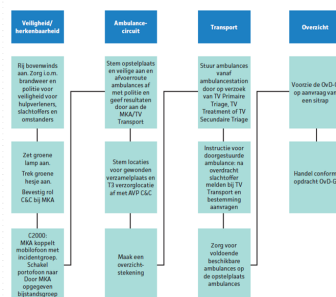 Veiligheid/
herkenbaarheid
Rij bovenwinds
aan. Zorg i.o.m.
brandweer en
politie voor
veiligheid voor
hulpverleners,
slachtoffers en
omstanders
Zet groene
lamp aan.
Trek groene
hesje aan.
Bevestig rol
C&C bij MKA
C2000:
MKA koppelt
mobilofoon met
incidentgroep.
Schakel
portofoon naar
Door MKA
opgegeven
bijstandsgroep
Ambulance-
circuit
Stem opstelplaats
en veilige aan en
afvoerroute
ambulances af
met politie en
geef resultaten
door aan de
MKA/TV
Transport
Stem locaties
voor gewonden
verzamelplaats en
T3 verzorglocatie
af met AVP C&C
Maak een
overzicht-
stekening
Transport
Stuur ambulances
vanaf
ambulancestation
door op verzoek
van TV Primaire
Triage, TV
Treatment of TV
Secundaire Triage
Instructie voor
doorgestuurde
ambulance: na
overdracht
slachtoffer
melden bij TV
Transport en
bestemming
aanvragen
Zorg voor
voldoende
beschikbare
ambulances op
de opstelplaats
ambulances
Overzicht
Voorzie de OvD-
op aanvraag van
een sitrap
Handel conform
opdracht OvD-G